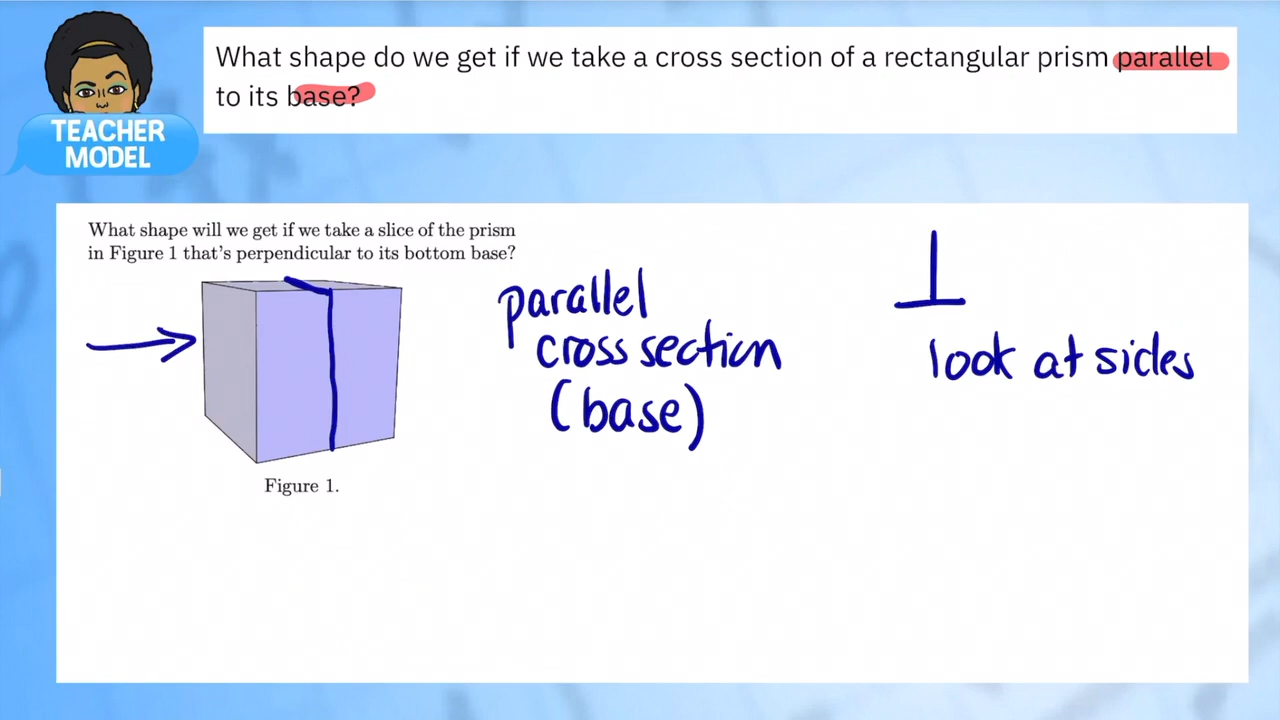 What shape do we get if we take a cross section of a rectangular prism parallel
to its base?
TEACHER
MODEL
What shape will we get if we take a slice of the prism
in Figure 1 that's perpendicular to its bottom base?
parallel
cross section
(base)
look at sides
Figure 1.